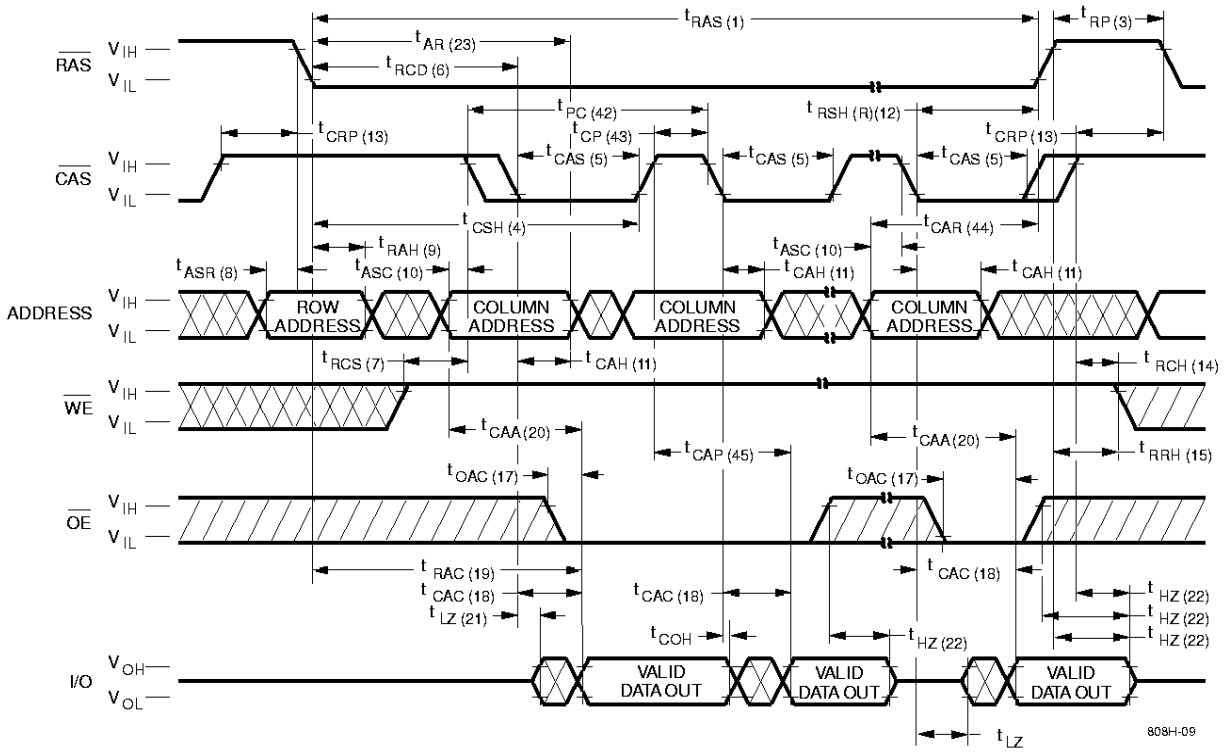 t RAS (1)
t RP (3)
t AR (23)
RAS
V IH
V IL
t RCD (6)
t PC (42)
t RSH (R)(12)
t CRP (13)
t CP (43)
t CRP (13)
CAS
V IH
V IL
t CAS (5)
t CAS (5)
t CAS (5)
t CSH (4)
t CAR (44)
t RAH (9)
t ASC (10)
t ASR (8)
t ASC (10)
t CAH (11)
t CAH (11)
ADDRESS
V IH
V IL
ROW
ADDRESS
COLUMN
ADDRESS
COLUMN
ADDRESS
COLUMN
ADDRESS
t RCS (7)
t CAH (11)
t RCH (14)
WE
V IH
V IL
t CAA (20)
t CAA (20)
t CAP (45)
t RRH (15)
t OAC (17)
t OAC (17)
OE
V IH
V IL
t RAC (19)
t CAC (18)
t CAC (18)
t CAC (18)
t HZ (22)
t LZ (21)
t HZ (22)
t COH
t HZ (22)
t HZ (22)
I/O
V OH
V OL
VALID
DATA OUT
VALID
DATA OUT
VALID
DATA OUT
t LZ
808H-09